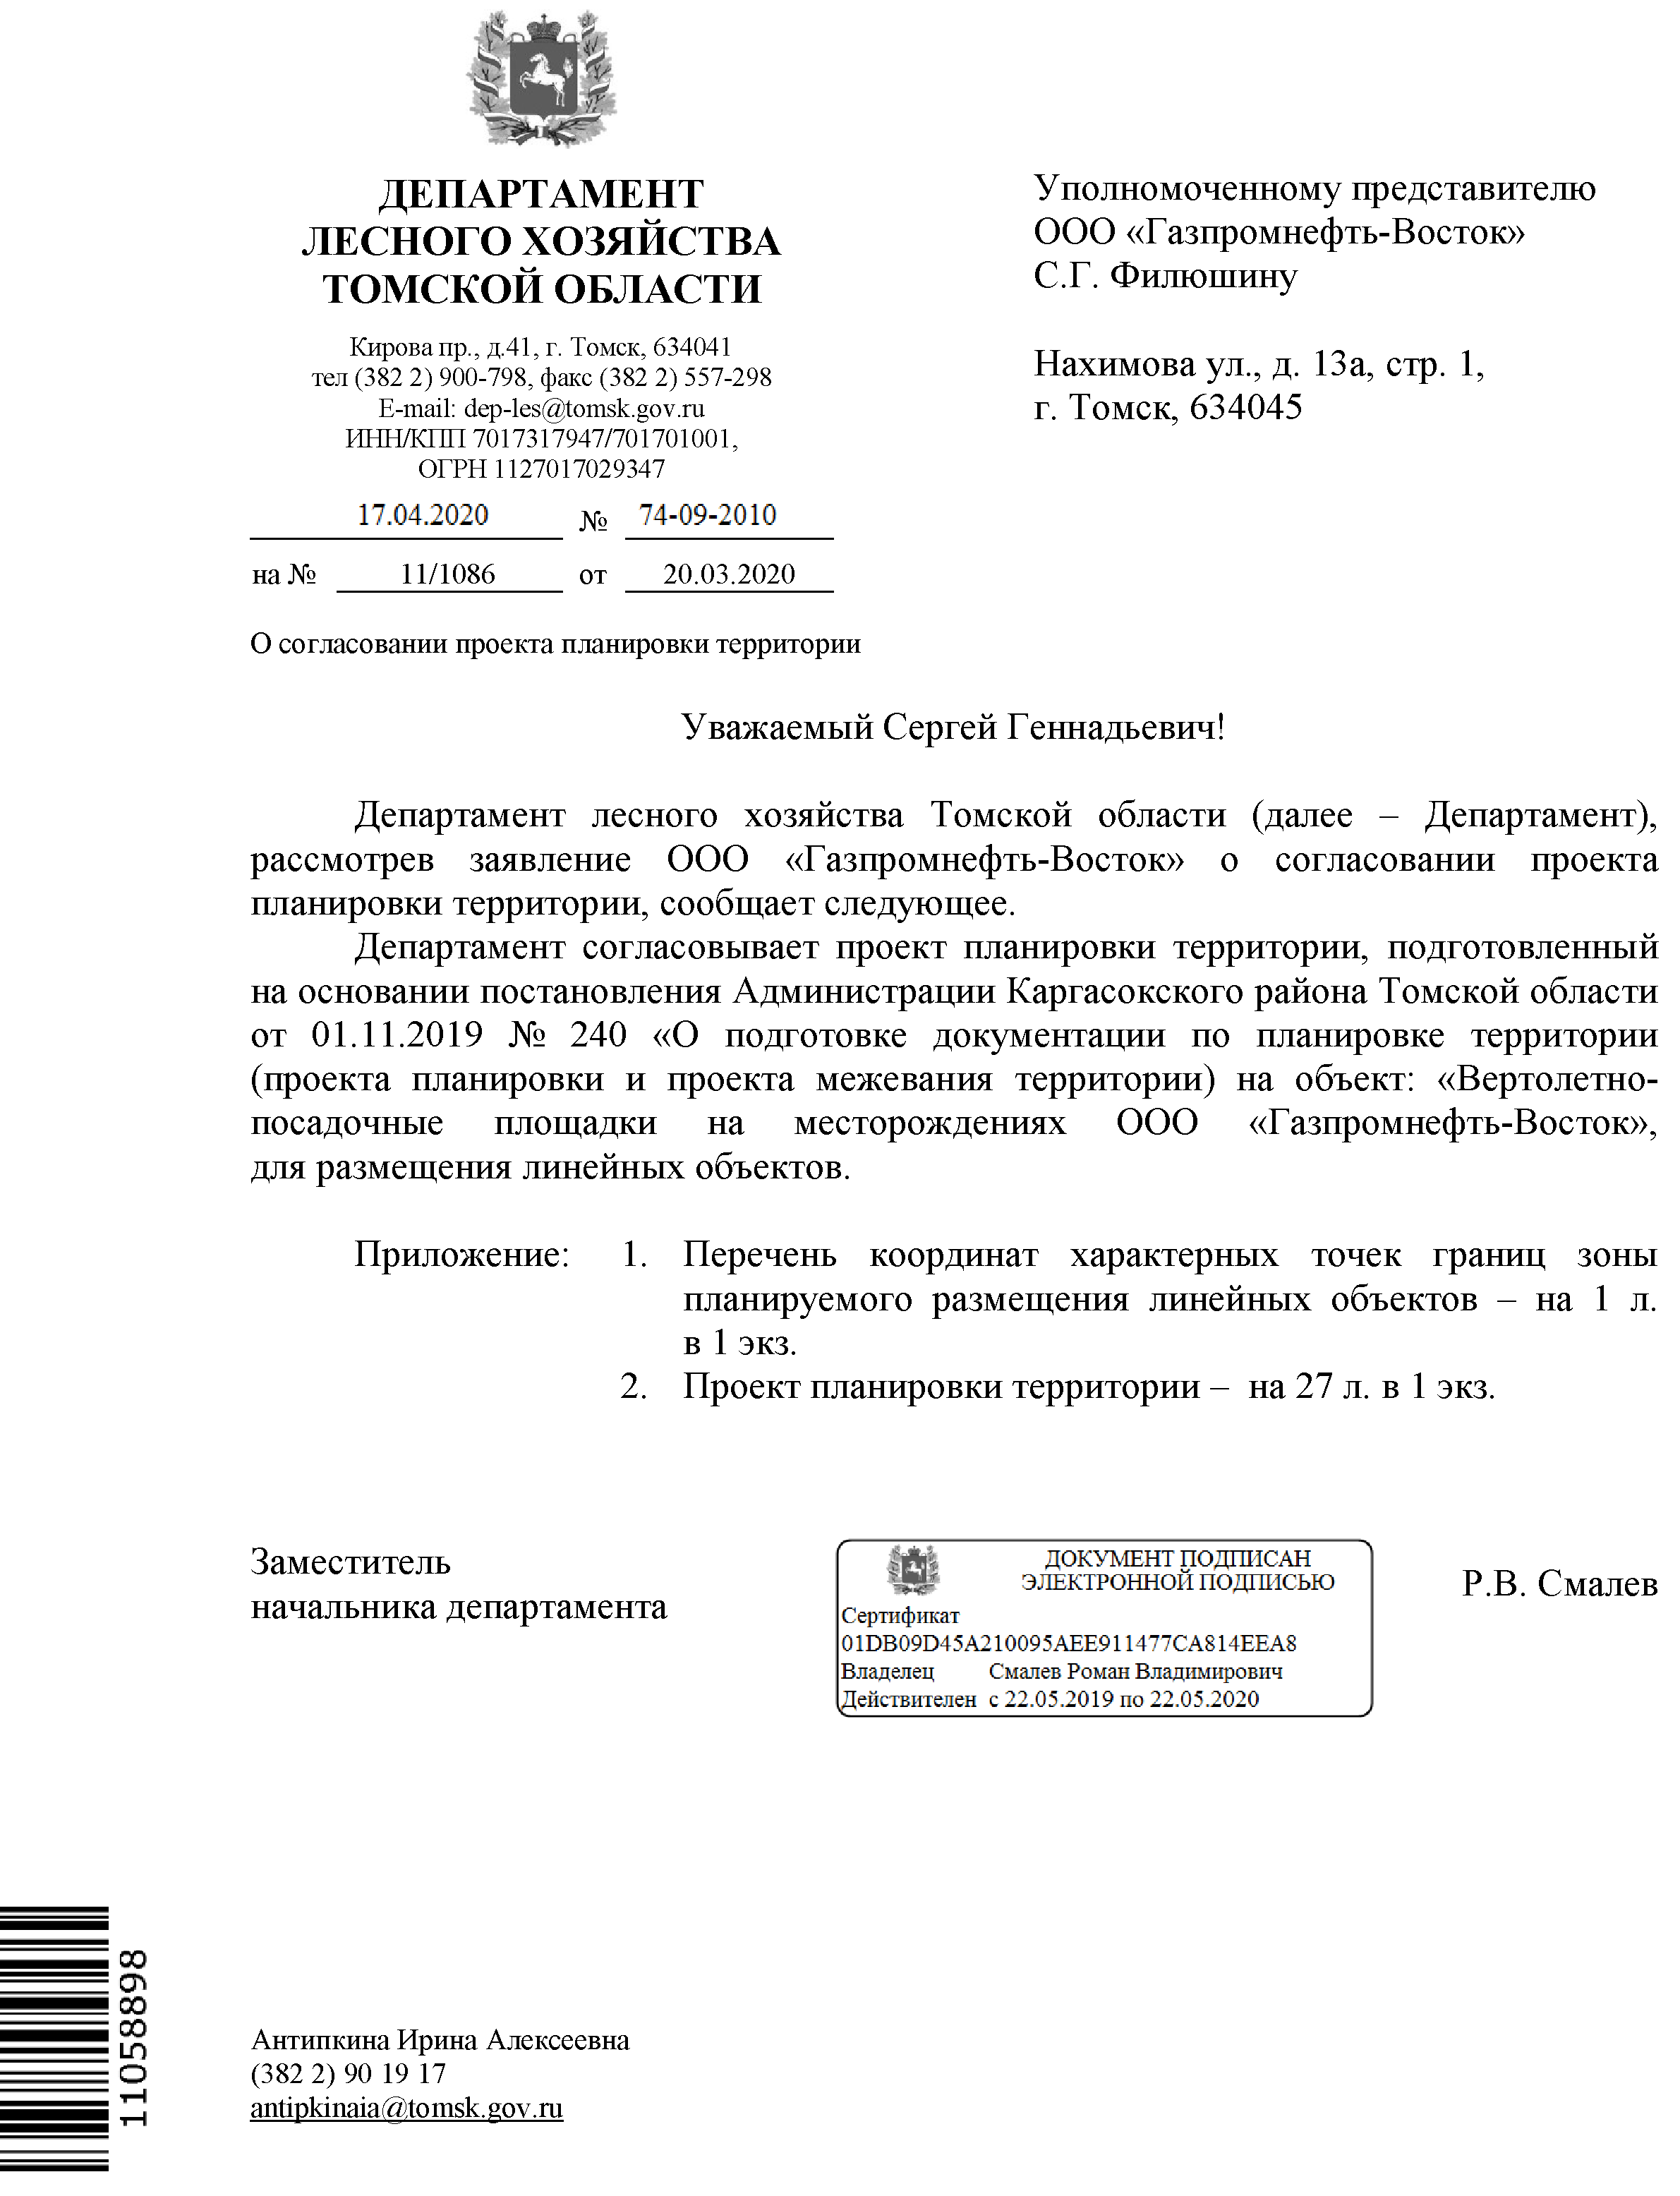 ДЕПАРТАМЕНТ
ЛЕСНОГО ХОЗЯЙСТВА
ТОМСКОЙ ОБЛАСТИ
Кирова пр., д.41, г. Томск, 634041
тел (382 2) 900-798, факс (382 2) 557-298
E-mail: dep-les@tomsk.gov.ru
ИНН/КПП 7017317947/701701001,
ОГРН 1127017029347
17.04.2020 № 74-09-2010
на № 11/1086 от 20.03.2020
Уполномоченному представителю
ООО «Газпромнефть-Восток»
С.Г. Филюшину
Нахимова ул., д. 13а, стр. 1,
г. Томск, 634045
О согласовании проекта планировки территории
Уважаемый Сергей Геннадьевич!
Департамент лесного хозяйства Томской области (далее – Департамент),
рассмотрев заявление ООО «Газпромнефть-Восток» о согласовании проекта
планировки территории, сообщает следующее.
Департамент согласовывает проект планировки территории, подготовленный
на основании постановления Администрации Каргасокского района Томской области
от 01.11.2019 № 240 «О подготовке документации по планировке территории
(проекта планировки и проекта межевания территории) на объект: «Вертолетно-
посадочные площадки на месторождениях ООО «Газпромнефть-Восток»,
для размещения линейных объектов.
Приложение: 1. Перечень координат характерных точек границ зоны
планируемого размещения линейных объектов – на 1 л.
в 1 экз.
2. Проект планировки территории – на 27 л. в 1 экз.
Заместитель
начальника департамента
ДОКУМЕНТ ПОДПИСАН
ЭЛЕКТРОННОЙ ПОДПИСЬЮ
Сертификат
01DB09D45A210095AEE911477CA814EEA8
Владелец Смалев Роман Владимирович
Действителен с 22.05.2019 по 22.05.2020
Р.В. Смалев
11058898
Антипкина Ирина Алексеевна
(382 2) 90 19 17
antipkinaia@tomsk.gov.ru